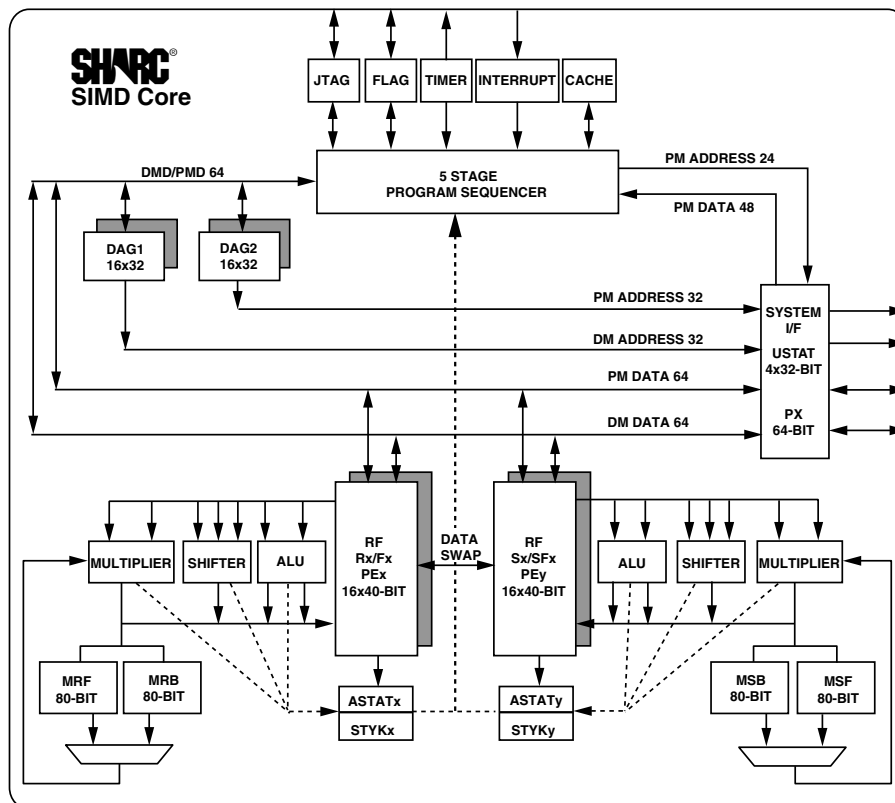 SHARC®
SIMD Core
JTAG
FLAG
TIMER
INTERRUPT
CACHE
5 STAGE
PROGRAM SEQUENCER
PM ADDRESS 24
PM DATA 48
DMD/PMD 64
DAG1
16x32
DAG2
16x32
PM ADDRESS 32
DM ADDRESS 32
PM DATA 64
DM DATA 64
SYSTEM
I/F
USTAT
4x32-BIT
PX
64-BIT
MULTIPLIER
SHIFTER
ALU
RF
Rx/Fx
PEx
16x40-BIT
DATA
SWAP
RF
Sx/SFx
PEy
16x40-BIT
ALU
SHIFTER
MULTIPLIER
MRF
80-BIT
MRB
80-BIT
ASTATx
STYKx
ASTATy
STYKy
MSB
80-BIT
MSF
80-BIT